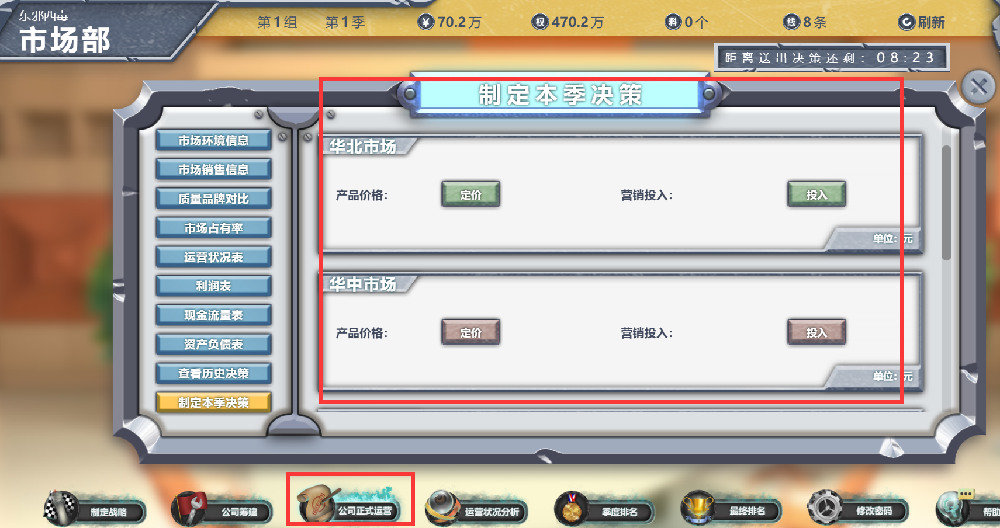 东邪西毒
市场部
第1组 第1季 ¥ 70.2万 权 470.2万 料 0个 线 8条 刷新
距离送出决策还剩：08:23
制定本季决策
市场环境信息
市场销售信息
质量品牌对比
市场占有率
运营状况表
利润表
现金流量表
资产负债表
查看历史决策
制定本季决策
华北市场
产品价格： 定价 营销投入： 投入
单位：元
华中市场
产品价格： 定价 营销投入： 投入
单位：元
制定战略 公司筹建 公司正式运营 运营状况分析 季度排名 最终排名 修改密码 帮助